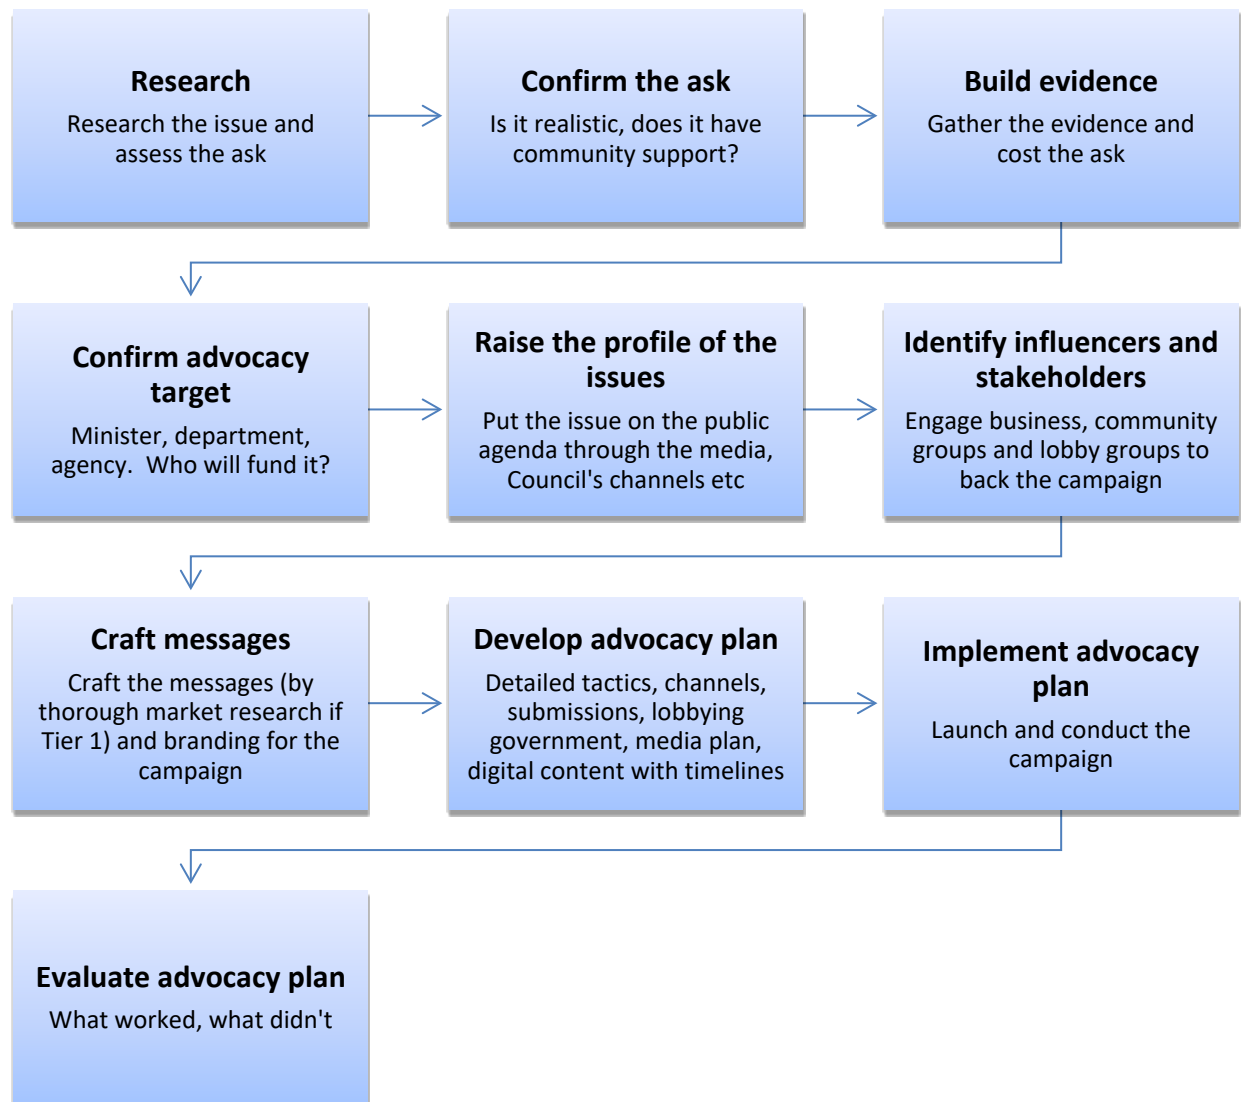 Research
Research the issue and
assess the ask
Confirm the ask
Is it realistic, does it have
community support?
Build evidence
Gather the evidence and
cost the ask
Confirm advocacy
target
Minister, department,
agency.  Who will fund it?
Raise the profile of the
issues
Put the issue on the public
agenda through the media,
Council's channels etc
Identify influencers and
stakeholders
Engage business, community
groups and lobby groups to
back the campaign
Craft messages
Craft the messages (by
thorough market research if
Tier 1) and branding for the
campaign
Develop advocacy plan
Detailed tactics, channels,
submissions, lobbying
government, media plan,
digital content with timelines
Implement advocacy
plan
Launch and conduct the
campaign
Evaluate advocacy plan
What worked, what didn't